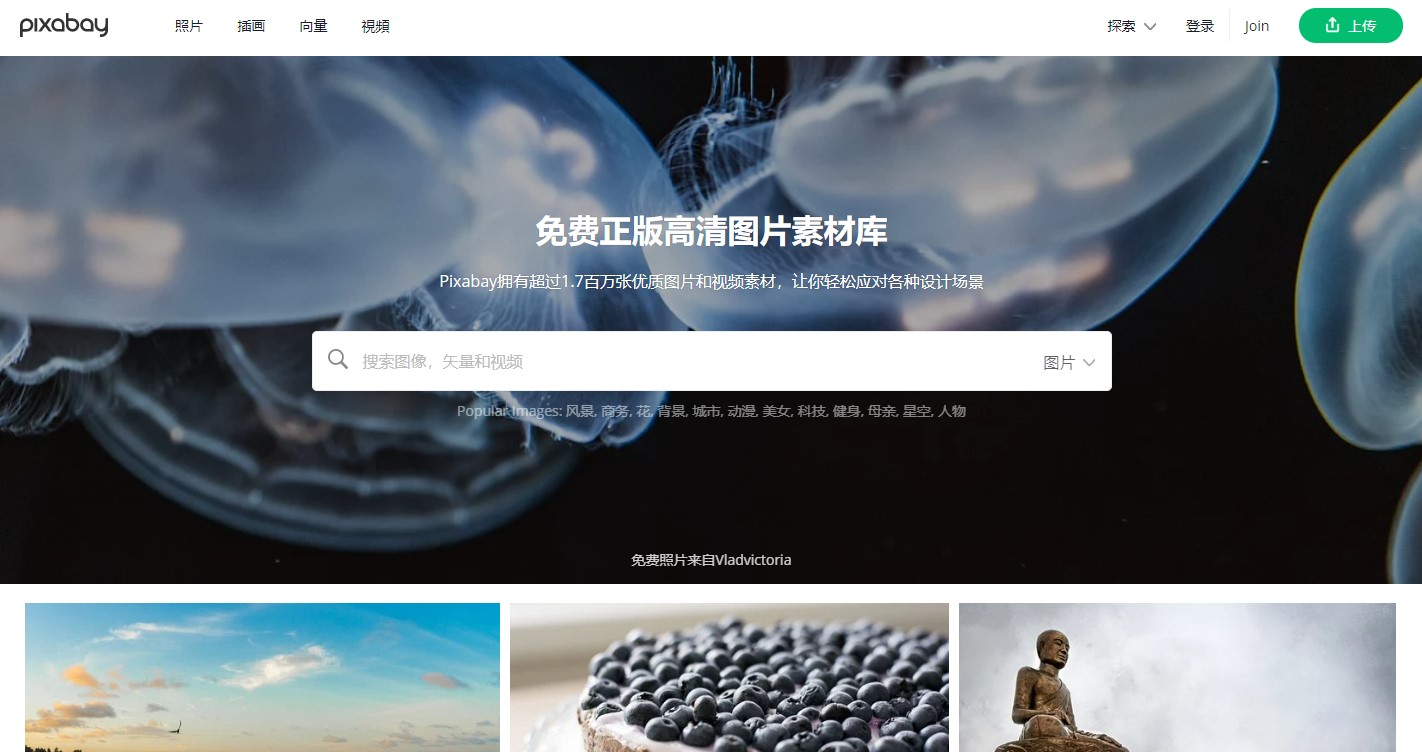 pixabay
照片 插画 向量 视頻 探索 登录 Join 上传
免费正版高清图片素材库
Pixabay拥有超过1.7百万张优质图片和视频素材，让你轻松应对各种设计场景
搜索图像，矢量和视频 图片
Popular Images: 风景, 商务, 花, 背景, 城市, 动漫, 美女, 科技, 健身, 母亲, 星空, 人物
免费照片来自Vladvictoria